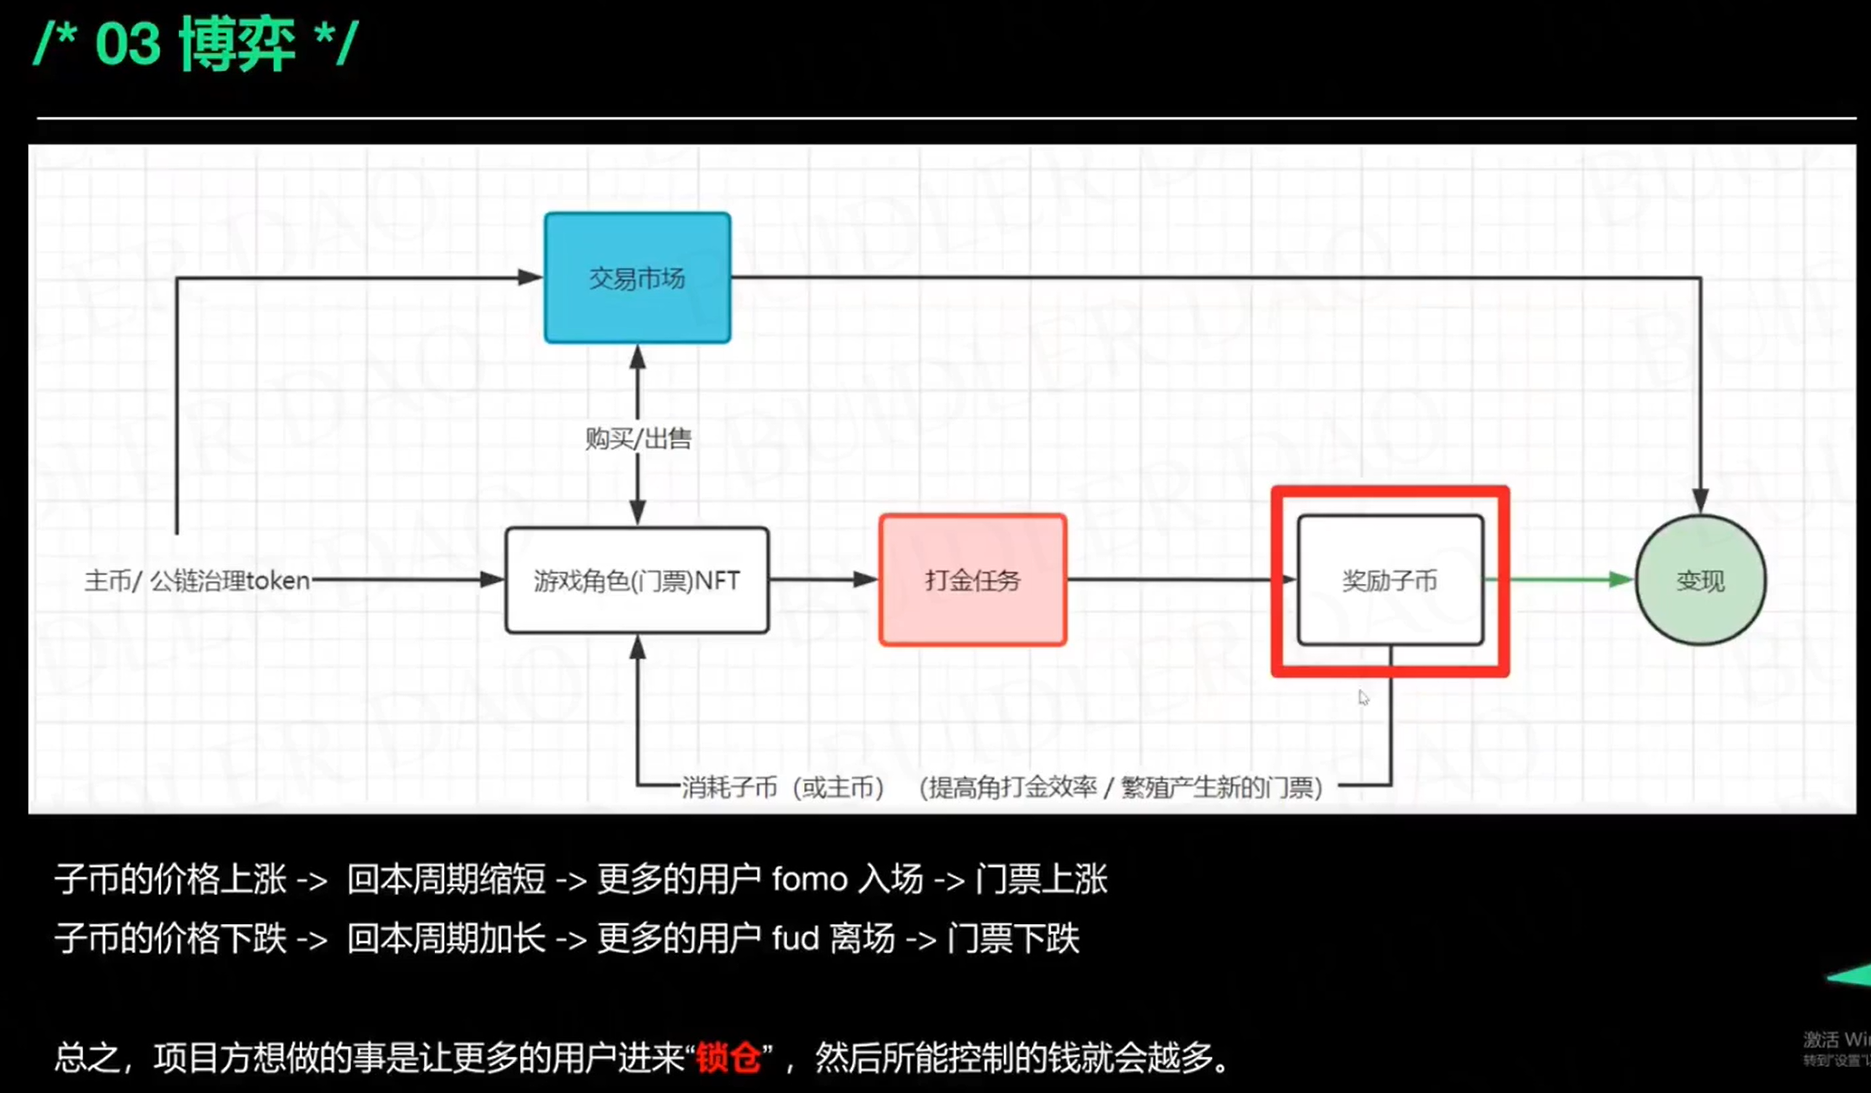 /* 03 博弈 */
交易市场
购买/出售
主币/ 公链治理token
游戏角色(门票)NFT
打金任务
奖励子币
变现
消耗子币（或主币）（提高角打金效率 / 繁殖产生新的门票）
子币的价格上涨 -> 回本周期缩短 -> 更多的用户 fomo 入场 -> 门票上涨
子币的价格下跌 -> 回本周期加长 -> 更多的用户 fud 离场 -> 门票下跌
总之，项目方想做的事是让更多的用户进来“锁仓”，然后所能控制的钱就会越多。
激活 Wi
转到"设置"
BUIDLER DAO